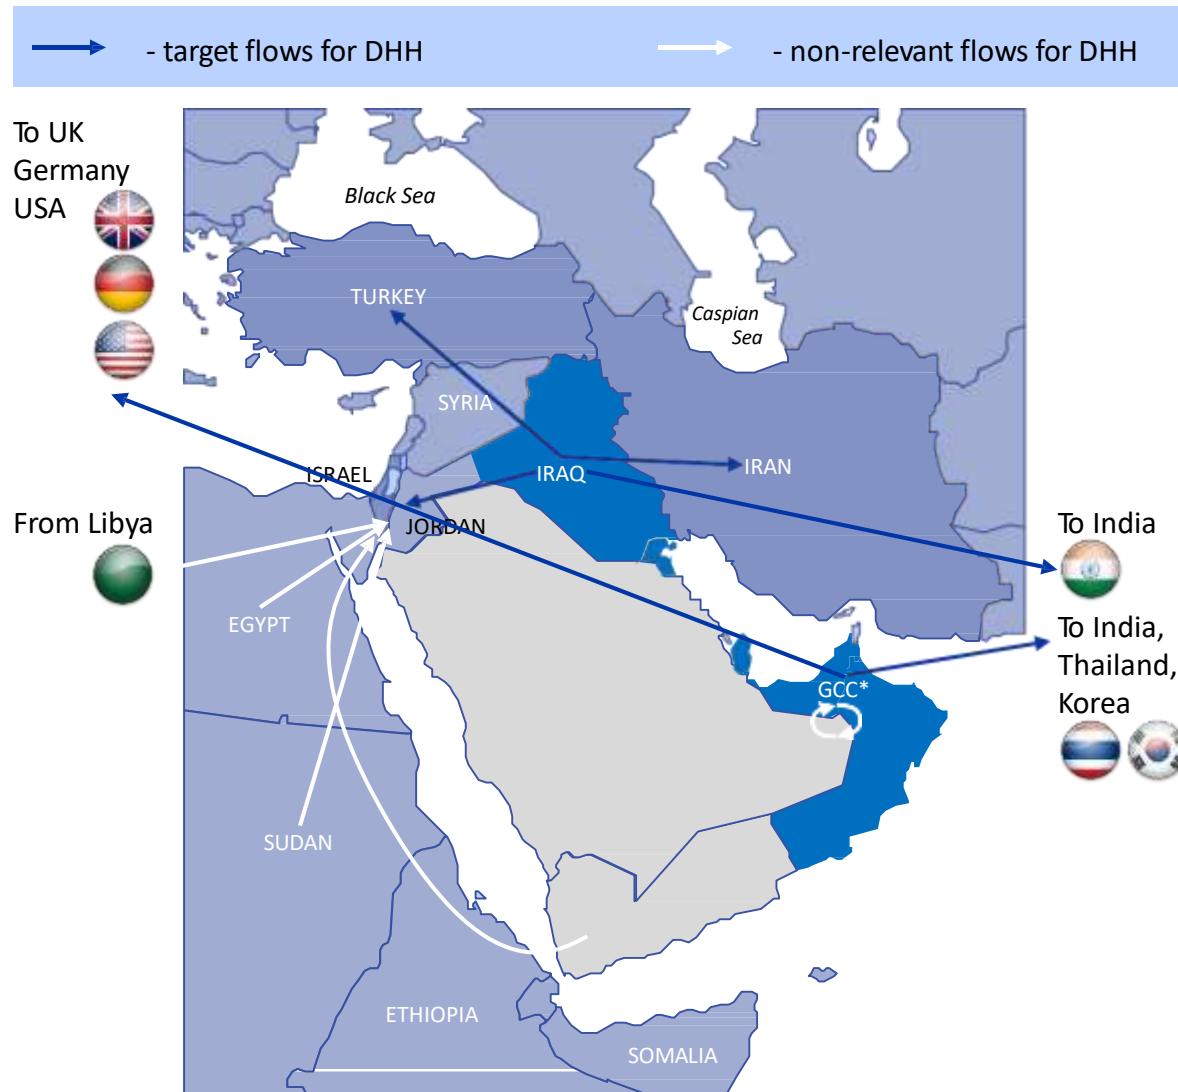 - target flows for DHH
- non-relevant flows for DHH
To UK
Germany
USA
Black Sea
TURKEY
Caspian
Sea
SYRIA
ISRAEL
IRAQ
IRAN
From Libya
JORDAN
To India
EGYPT
To India,
Thailand,
Korea
GCC*
SUDAN
ETHIOPIA
SOMALIA